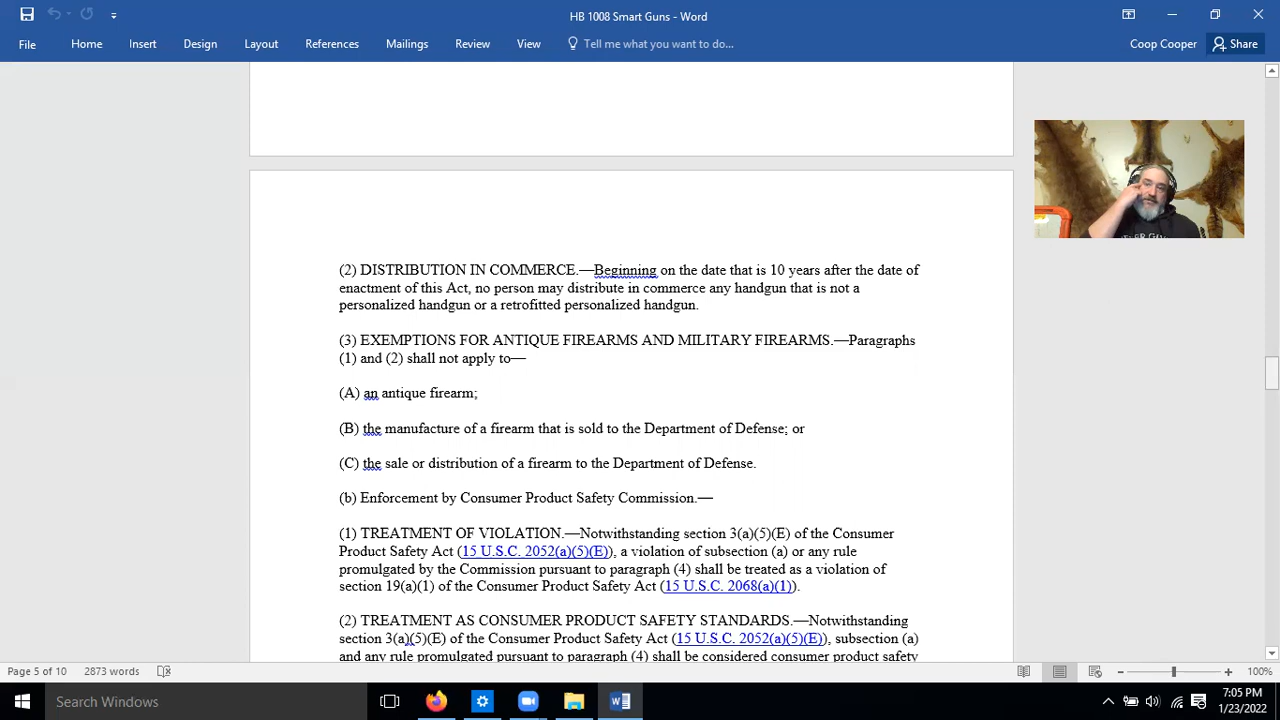 HB 1008 Smart Guns - Word
File Home Insert Design Layout References Mailings Review View Tell me what you want to do... Coop Cooper Share
(2) DISTRIBUTION IN COMMERCE.—Beginning on the date that is 10 years after the date of
enactment of this Act, no person may distribute in commerce any handgun that is not a
personalized handgun or a retrofitted personalized handgun.
(3) EXEMPTIONS FOR ANTIQUE FIREARMS AND MILITARY FIREARMS.—Paragraphs
(1) and (2) shall not apply to—
(A) an antique firearm;
(B) the manufacture of a firearm that is sold to the Department of Defense; or
(C) the sale or distribution of a firearm to the Department of Defense.
(b) Enforcement by Consumer Product Safety Commission.—
(1) TREATMENT OF VIOLATION.—Notwithstanding section 3(a)(5)(E) of the Consumer
Product Safety Act (15 U.S.C. 2052(a)(5)(E)), a violation of subsection (a) or any rule
promulgated by the Commission pursuant to paragraph (4) shall be treated as a violation of
section 19(a)(1) of the Consumer Product Safety Act (15 U.S.C. 2068(a)(1)).
(2) TREATMENT AS CONSUMER PRODUCT SAFETY STANDARDS.—Notwithstanding
section 3(a)(5)(E) of the Consumer Product Safety Act (15 U.S.C. 2052(a)(5)(E)), subsection (a)
and any rule promulgated pursuant to paragraph (4) shall be considered consumer product safety
Page 5 of 10 2873 words 100%
Search Windows
7:05 PM
1/23/2022